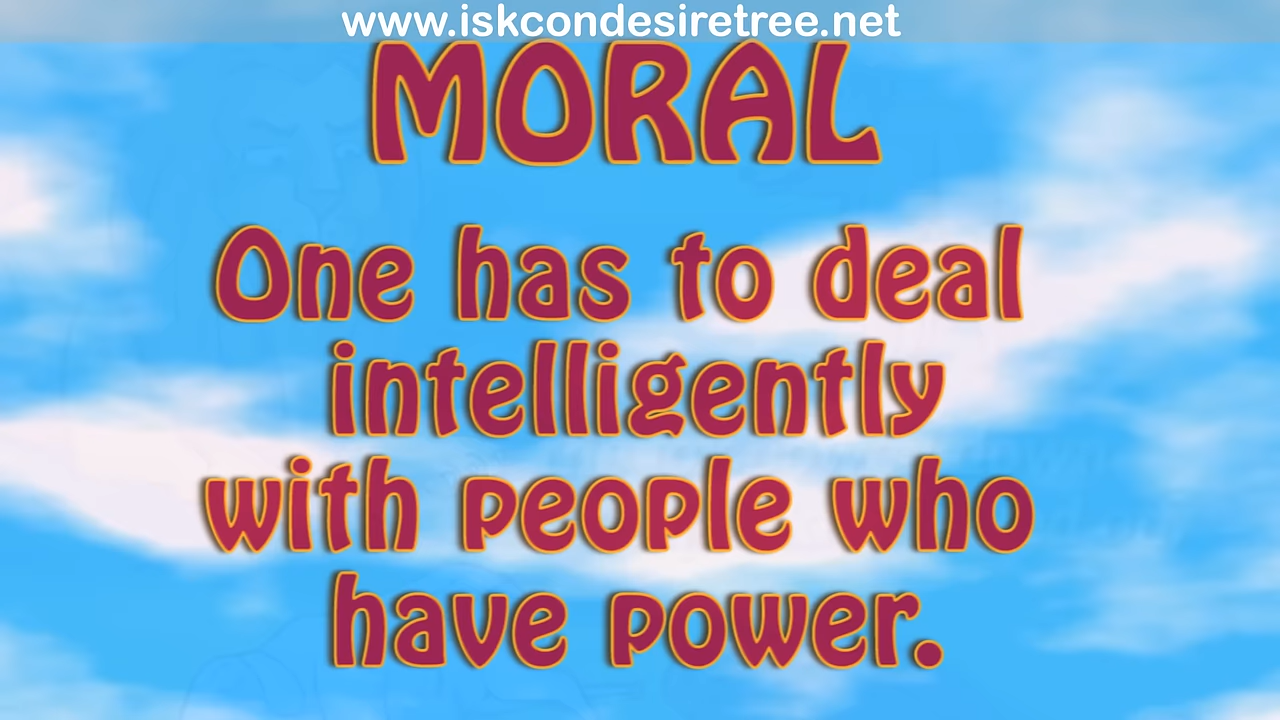 www.iskcondesiretree.net
MORAL
One has to deal
intelligently
with people who
have power.